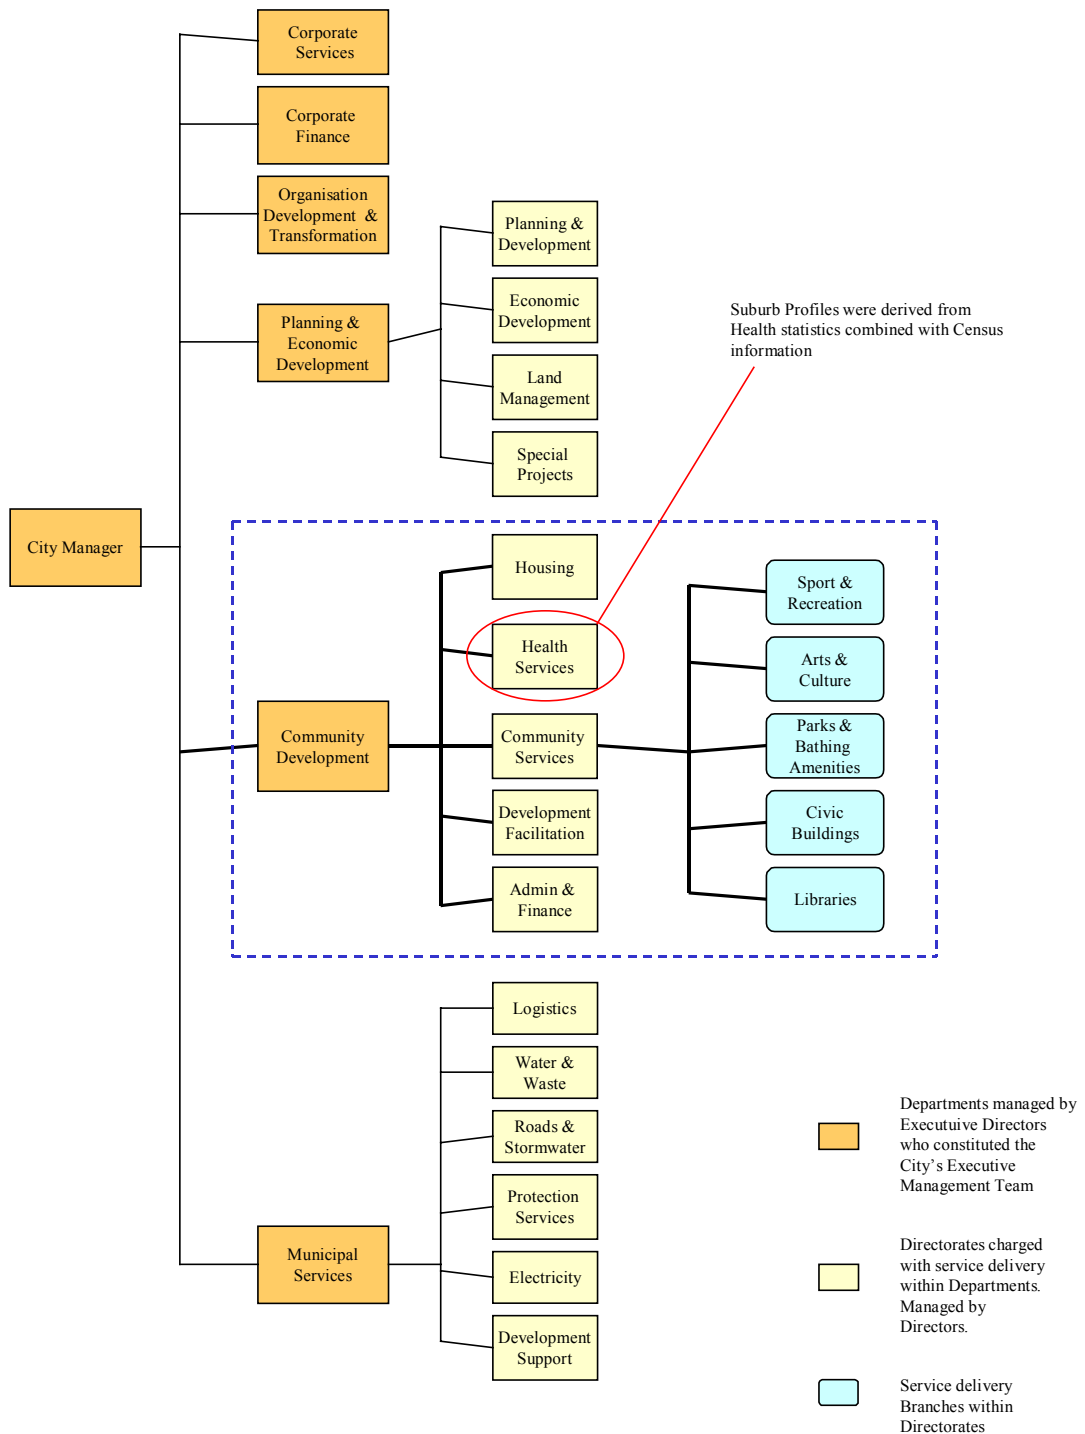 Corporate
Services
Corporate
Finance
Organisation
Development &
Transformation
Planning &
Economic
Development
Planning &
Development
Economic
Development
Land
Management
Special
Projects
Suburb Profiles were derived from
Health statistics combined with Census
information
City Manager
Community
Development
Housing
Health
Services
Community
Services
Development
Facilitation
Admin &
Finance
Sport &
Recreation
Arts &
Culture
Parks &
Bathing
Amenities
Civic
Buildings
Libraries
Municipal
Services
Logistics
Water &
Waste
Roads &
Stormwater
Protection
Services
Electricity
Development
Support
Departments managed by
Executuive Directors
who constituted the
City’s Executive
Management Team
Directorates charged
with service delivery
within Departments.
Managed by
Directors.
Service delivery
Branches within
Directorates